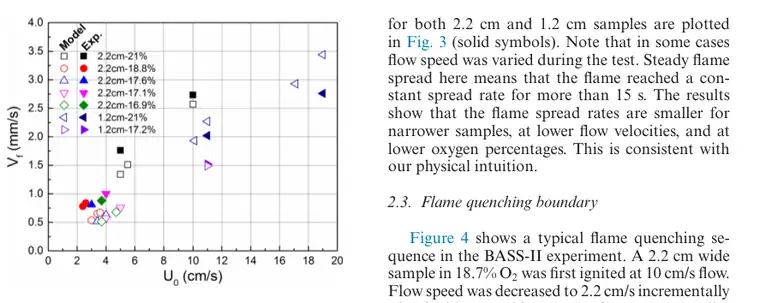 4.0
3.5
3.0
2.5
2.0
1.5
1.0
0.5
0.0
V_f (mm/s)
Model Exp.
2.2cm-21%
2.2cm-18.8%
2.2cm-17.6%
2.2cm-17.1%
2.2cm-16.9%
1.2cm-21%
1.2cm-17.2%
0 2 4 6 8 10 12 14 16 18 20
U_0 (cm/s)
for both 2.2 cm and 1.2 cm samples are plotted
in Fig. 3 (solid symbols). Note that in some cases
flow speed was varied during the test. Steady flame
spread here means that the flame reached a con-
stant spread rate for more than 15 s. The results
show that the flame spread rates are smaller for
narrower samples, at lower flow velocities, and at
lower oxygen percentages. This is consistent with
our physical intuition.
2.3. Flame quenching boundary
Figure 4 shows a typical flame quenching se-
quence in the BASS-II experiment. A 2.2 cm wide
sample in 18.7% O₂ was first ignited at 10 cm/s flow.
Flow speed was decreased to 2.2 cm/s incrementally